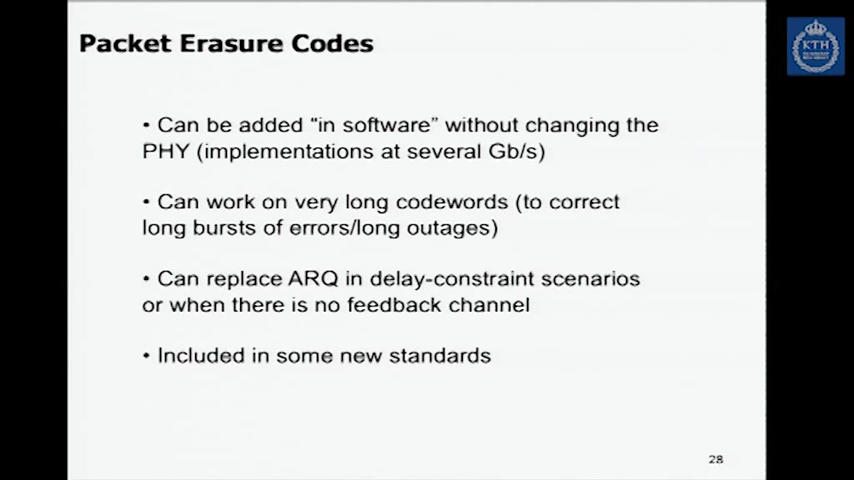 Packet Erasure Codes
KTH
• Can be added “in software” without changing the
PHY (implementations at several Gb/s)
• Can work on very long codewords (to correct
long bursts of errors/long outages)
• Can replace ARQ in delay-constraint scenarios
or when there is no feedback channel
• Included in some new standards
28